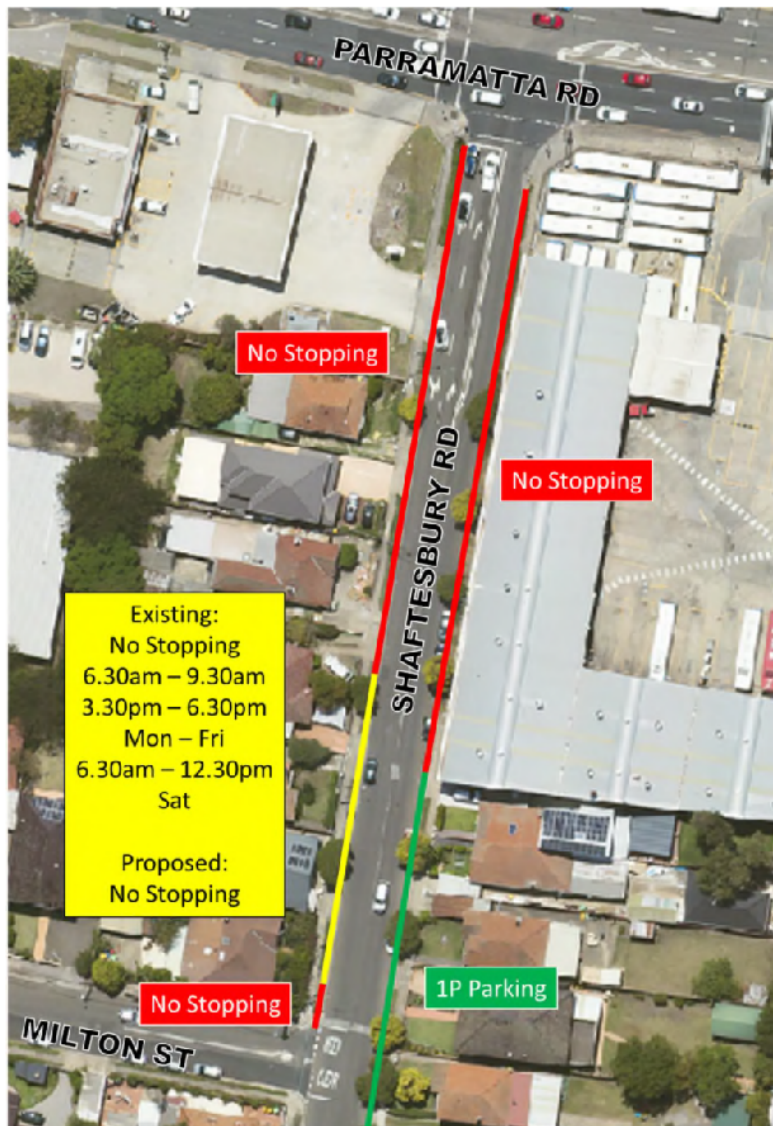 PARRAMATTA RD
No Stopping
SHAFTESBURY RD
No Stopping
Existing:
No Stopping
6.30am – 9.30am
3.30pm – 6.30pm
Mon – Fri
6.30am – 12.30pm
Sat
Proposed:
No Stopping
1P Parking
No Stopping
MILTON ST